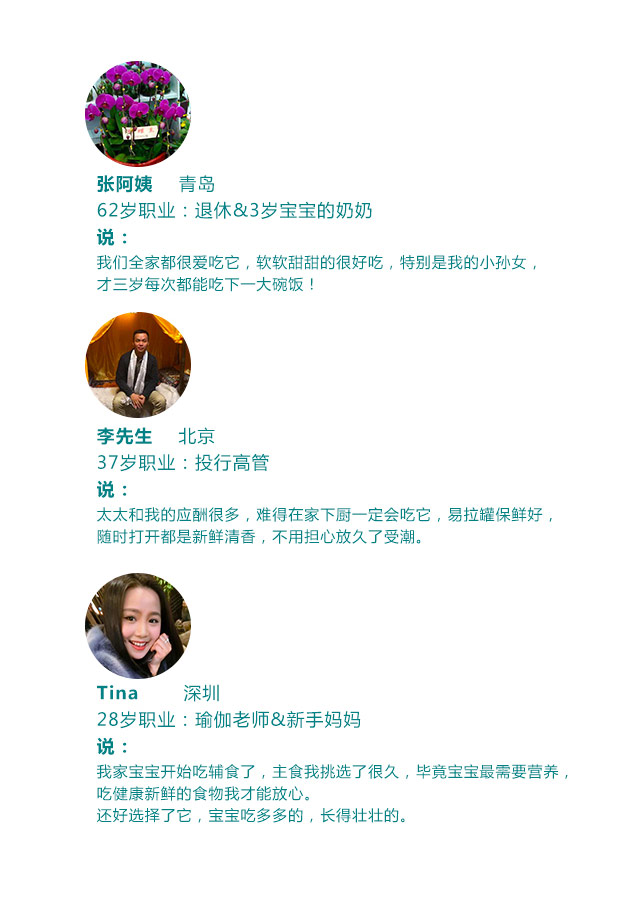 张阿姨 青岛
62岁职业：退休&3岁宝宝的奶奶
说：
我们全家都很爱吃它，软软甜甜的很好吃，特别是我的小孙女，
才三岁每次都能吃下一大碗饭！
李先生 北京
37岁职业：投行高管
说：
太太和我的应酬很多，难得在家下厨一定会吃它，易拉罐保鲜好，
随时打开都是新鲜清香，不用担心放久了受潮。
Tina 深圳
28岁职业：瑜伽老师&新手妈妈
说：
我家宝宝开始吃辅食了，主食我挑选了很久，毕竟宝宝最需要营养，
吃健康新鲜的食物我才能放心。
还好选择了它，宝宝吃多多的，长得壮壮的。